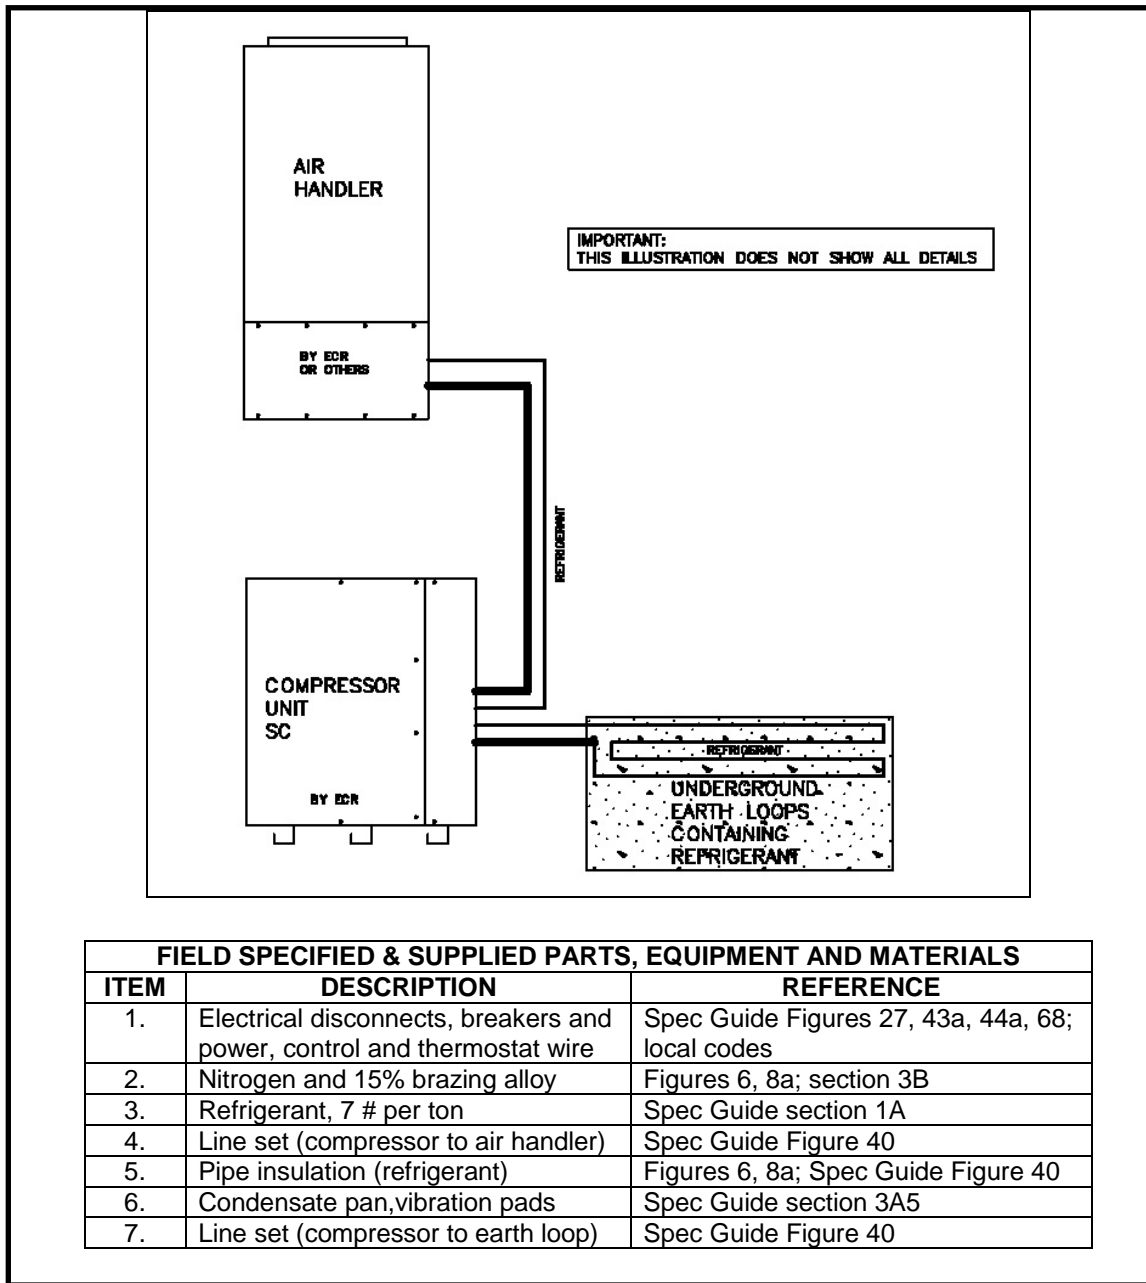 AIR
HANDLER
IMPORTANT:
THIS ILLUSTRATION DOES NOT SHOW ALL DETAILS
BY ECR
OR OTHERS
REFRIGERANT
COMPRESSOR
UNIT
SC
BY ECR
REFRIGERANT
UNDERGROUND
EARTH LOOPS
CONTAINING
REFRIGERANT
FIELD SPECIFIED & SUPPLIED PARTS, EQUIPMENT AND MATERIALS
ITEM DESCRIPTION REFERENCE
1. Electrical disconnects, breakers and power, control and thermostat wire Spec Guide Figures 27, 43a, 44a, 68; local codes
2. Nitrogen and 15% brazing alloy Figures 6, 8a; section 3B
3. Refrigerant, 7 # per ton Spec Guide section 1A
4. Line set (compressor to air handler) Spec Guide Figure 40
5. Pipe insulation (refrigerant) Figures 6, 8a; Spec Guide Figure 40
6. Condensate pan,vibration pads Spec Guide section 3A5
7. Line set (compressor to earth loop) Spec Guide Figure 40